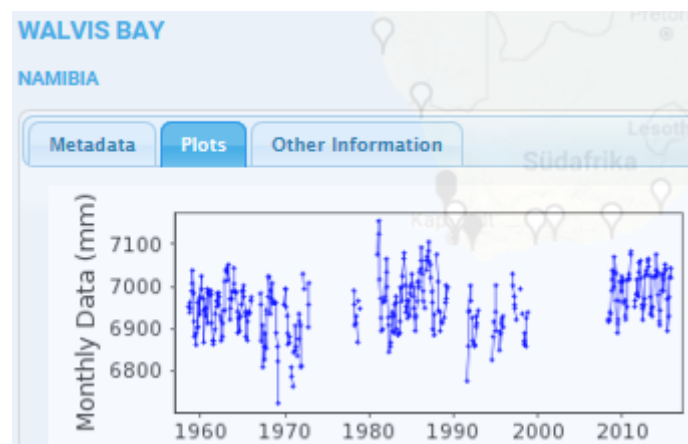 WALVIS BAY
NAMIBIA
Metadata
Plots
Other Information
Lesoth
Südafrika
Monthly Data (mm)
7100
7000
6900
6800
1960 1970 1980 1990 2000 2010